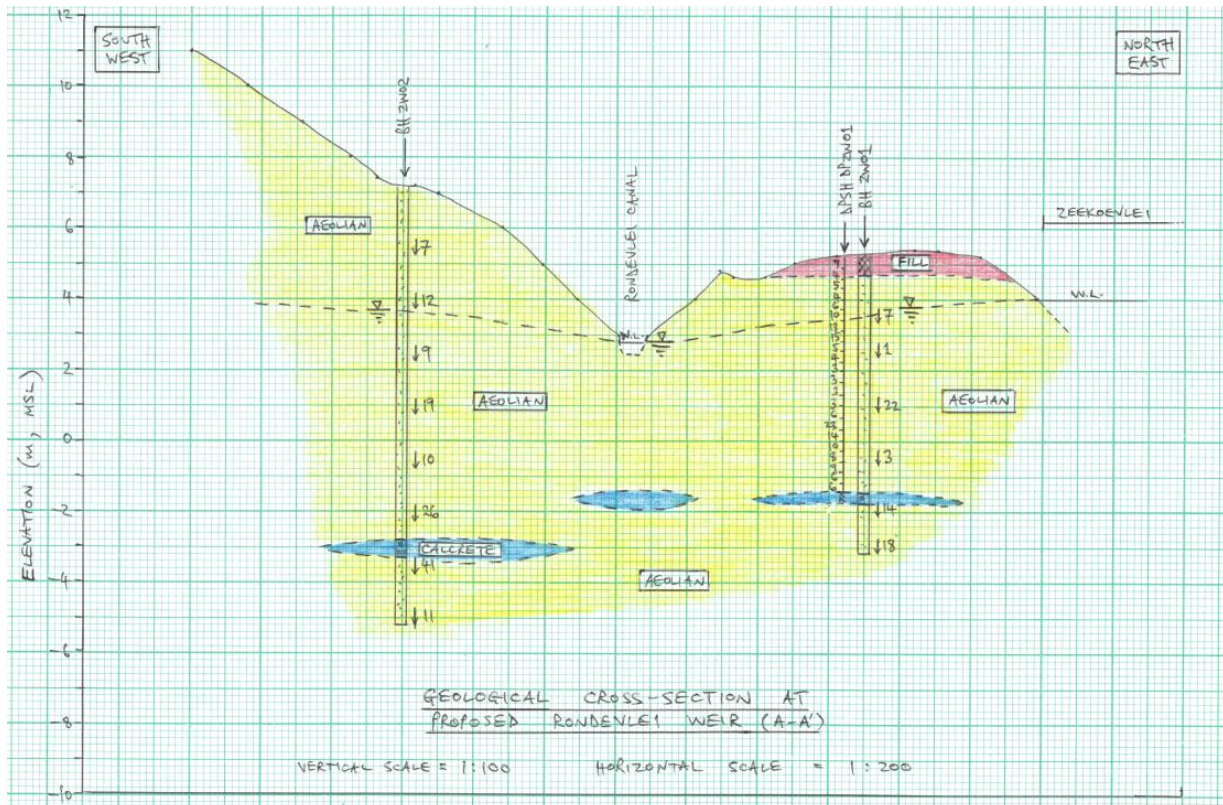 12
10
8
6
4
2
0
-2
-4
-6
-8
-10
ELEVATION (m, MSL)
SOUTH
WEST
NORTH
EAST
BH ZW02
RONDEVLEI CANAL
DPSH DPZW01
BH ZW01
ZEEKOEVLEI
AEOLIAN
FILL
W.L.
W.L.
7
12
9
19
10
26
41
11
7
1
22
3
14
18
AEOLIAN
AEOLIAN
CALCRETE
AEOLIAN
GEOLOGICAL CROSS-SECTION AT
PROPOSED RONDEVLEI WEIR (A-A')
VERTICAL SCALE = 1:100 HORIZONTAL SCALE = 1:200